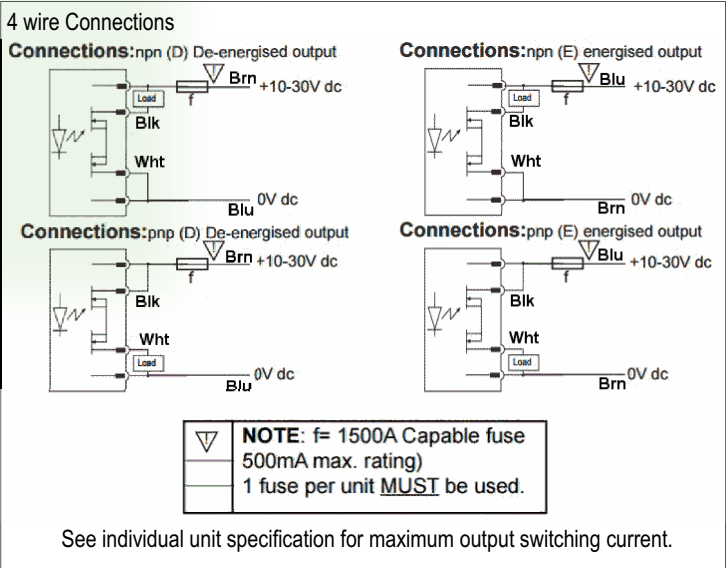 4 wire Connections
Connections:npn (D) De-energised output
Brn
+10-30V dc
Load
f
Blk
Wht
0V dc
Blu
Connections:npn (E) energised output
Blu
+10-30V dc
Load
f
Blk
Wht
0V dc
Brn
Connections:pnp (D) De-energised output
Brn +10-30V dc
f
Blk
Wht
Load
0V dc
Blu
Connections:pnp (E) energised output
Blu +10-30V dc
f
Blk
Wht
Load
0V dc
Brn
NOTE: f= 1500A Capable fuse
500mA max. rating)
1 fuse per unit MUST be used.
See individual unit specification for maximum output switching current.